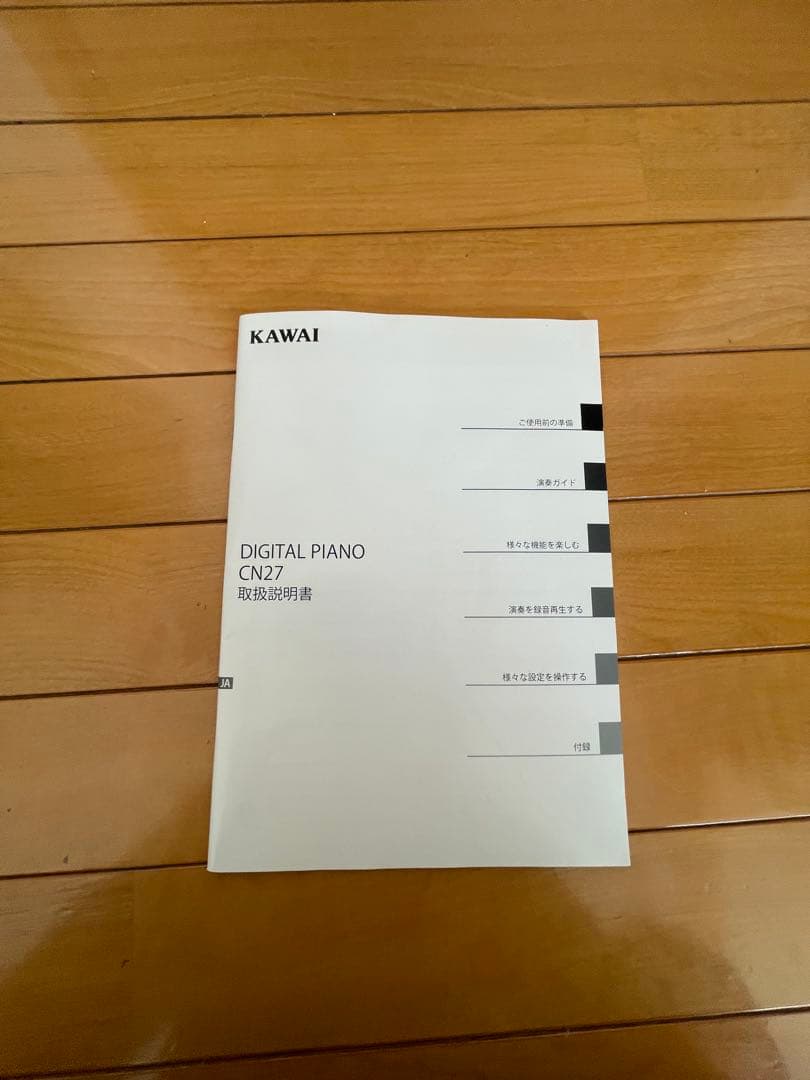 KAWAI
ご使用前の準備
演奏ガイド
様々な機能を楽しむ
演奏を録音再生する
様々な設定を操作する
付録
DIGITAL PIANO
CN27
取扱説明書
JA